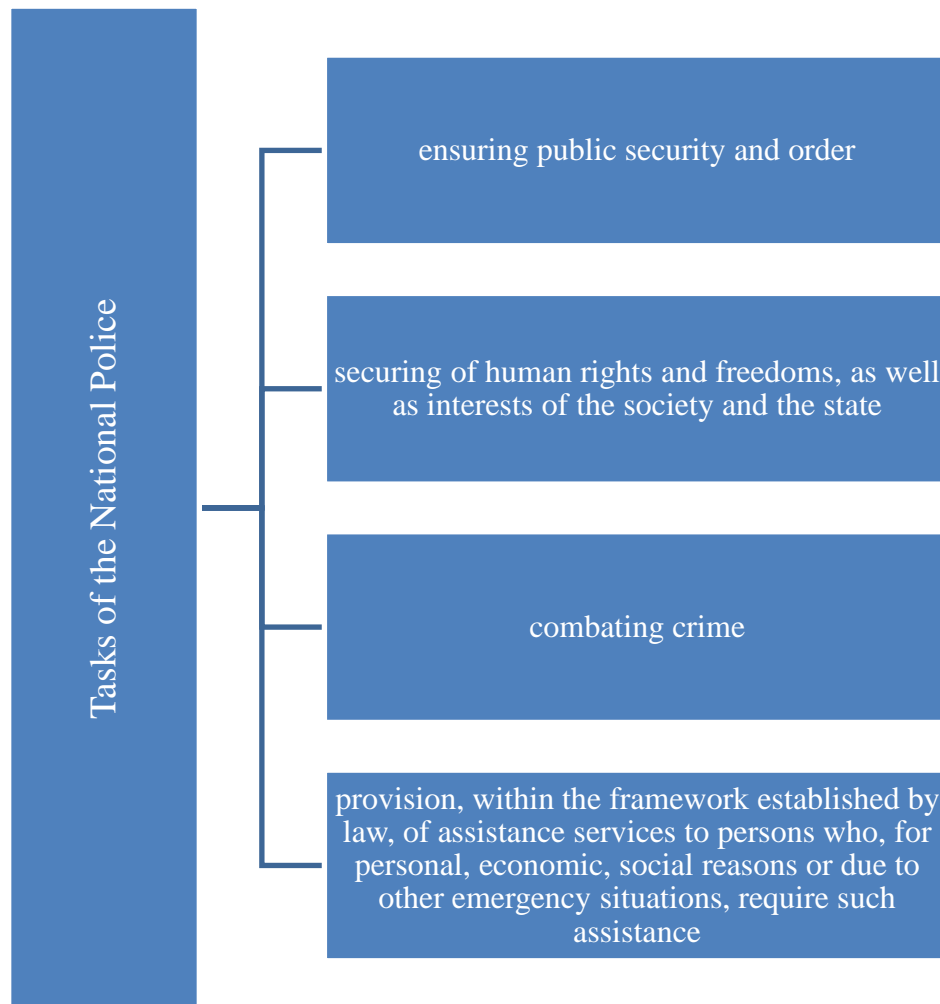 Tasks of the National Police
ensuring public security and order
securing of human rights and freedoms, as well
as interests of the society and the state
combating crime
provision, within the framework established by
law, of assistance services to persons who, for
personal, economic, social reasons or due to
other emergency situations, require such
assistance